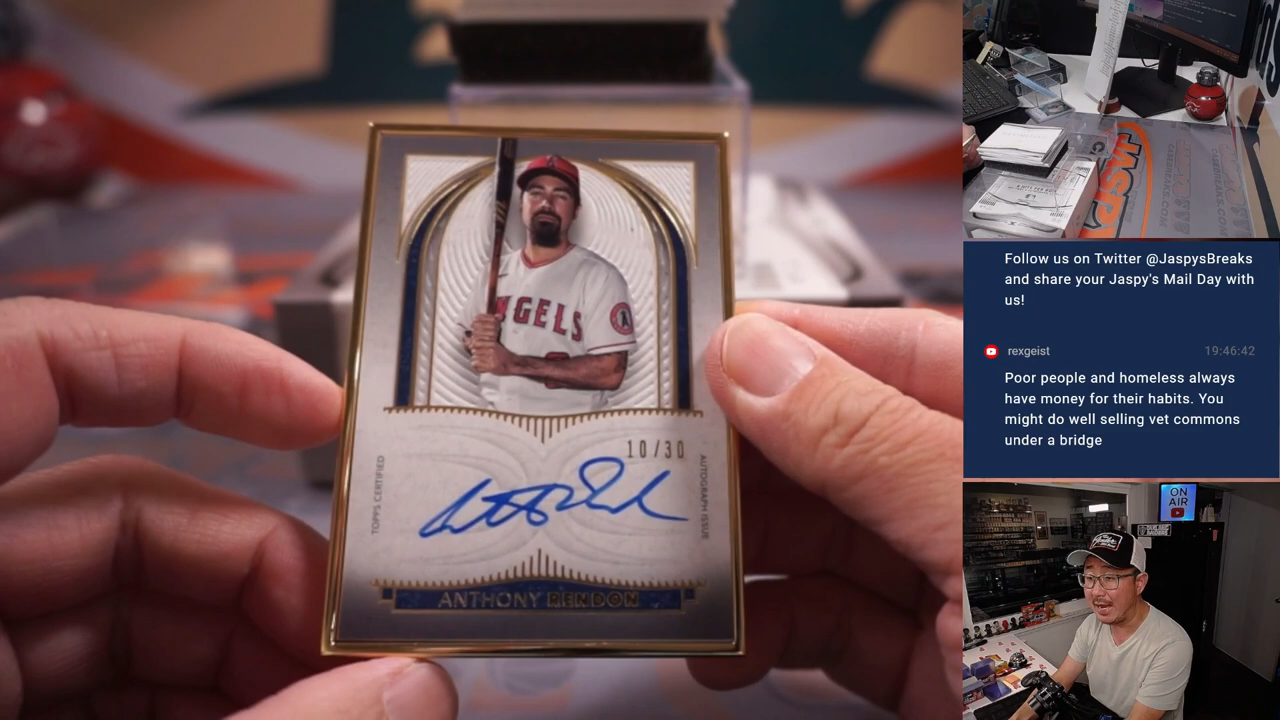 ANGELS
A
10/30
TOPPS CERTIFIED
AUTOGRAPH ISSUE
ANTHONY RENDON
JASPY
Follow us on Twitter @JaspysBreaks
and share your Jaspy's Mail Day with
us!
rexgeist 19:46:42
Poor people and homeless always
have money for their habits. You
might do well selling vet commons
under a bridge
ON
AIR